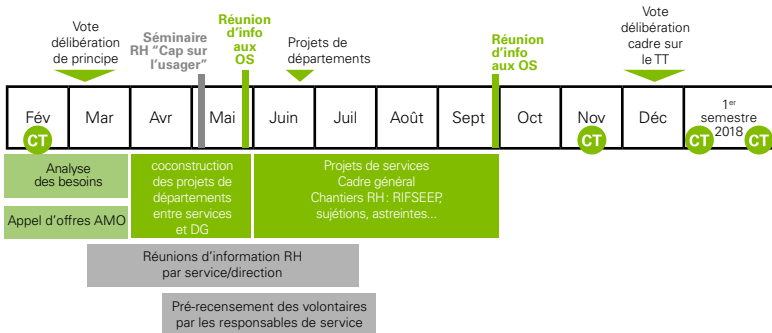 Vote
délibération
de principe
Séminaire
RH “Cap sur
l’usager”
Réunion
d’info
aux
OS
Projets de
départements
Réunion
d’info
aux OS
Vote
délibération
cadre sur
le TT
Fév
Mar
Avr
Mai
Juin
Juil
Août
Sept
Oct
Nov
Déc
1er
semestre
2018
CT
CT
CT
CT
Analyse
des besoins
Appel d’offres AMO
coconstruction
des projets de
départements
entre services
et DG
Projets de services
Cadre général
Chantiers RH : RIFSEEP,
sujétions, astreintes...
Réunions d’information RH
par service/direction
Pré-recensement des volontaires
par les responsables de service